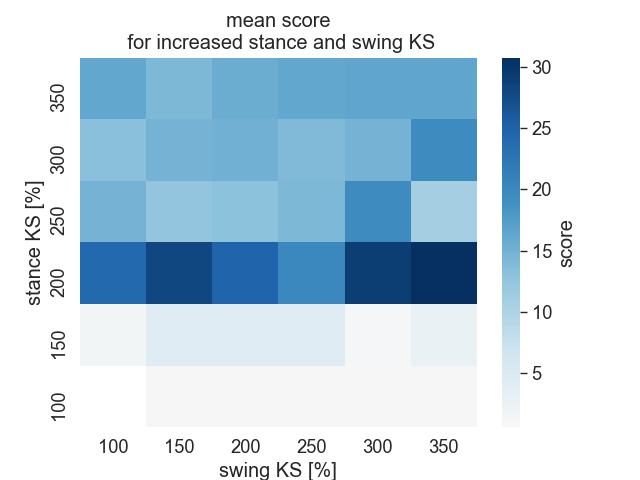 mean score
for increased stance and swing KS
350
300
250
200
150
100
stance KS [%]
100 150 200 250 300 350
swing KS [%]
30
25
20
15
10
5
score